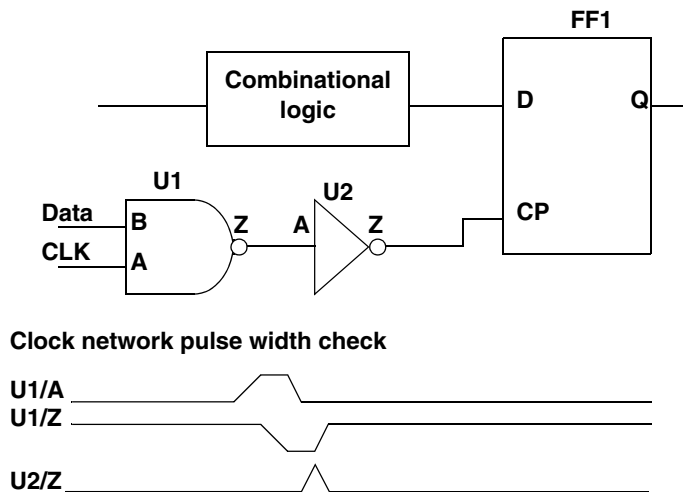 FF1
Combinational
logic
D
Q
U1
U2
Data
B
Z
A
Z
CP
CLK
A
Clock network pulse width check
U1/A
U1/Z
U2/Z